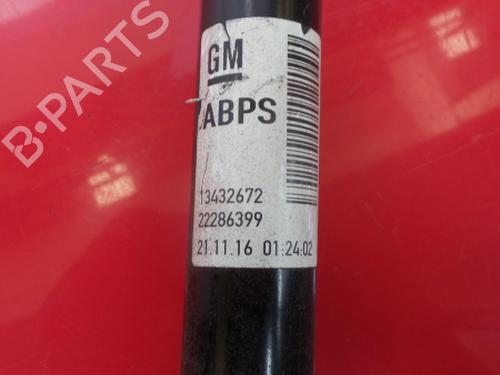 GM
ABPS
13432672
22286399
21.11.16 01:24:02
B-PARTS